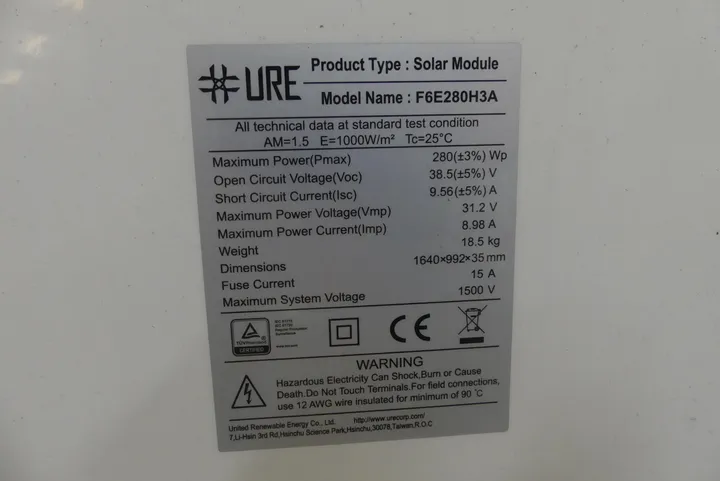 URE
Product Type : Solar Module
Model Name : F6E280H3A
All technical data at standard test condition
AM=1.5 E=1000W/m² Tc=25°C
Maximum Power(Pmax) 280(±3%) Wp
Open Circuit Voltage(Voc) 38.5(±5%) V
Short Circuit Current(Isc) 9.56(±5%) A
Maximum Power Voltage(Vmp) 31.2 V
Maximum Power Current(Imp) 8.98 A
Weight 18.5 kg
Dimensions 1640×992×35 mm
Fuse Current 15 A
Maximum System Voltage 1500 V
CERTIFIED
CE
WARNING
Hazardous Electricity Can Shock,Burn or Cause
Death.Do Not Touch Terminals.For field connections,
use 12 AWG wire insulated for minimum of 90 °C
United Renewable Energy Co., Ltd. http://www.urecorp.com/
7,Li-Hsin 3rd Rd,Hsinchu Science Park,Hsinchu,30078,Taiwan,R.O.C